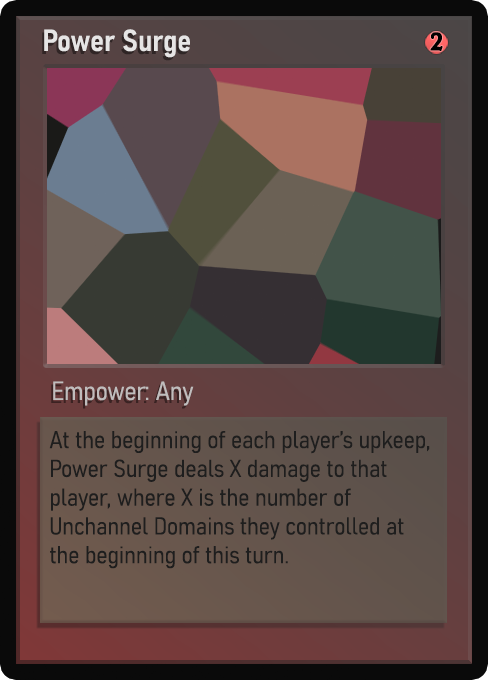 Power Surge
2
Empower: Any
At the beginning of each player's upkeep,
Power Surge deals X damage to that
player, where X is the number of
Unchannel Domains they controlled at
the beginning of this turn.